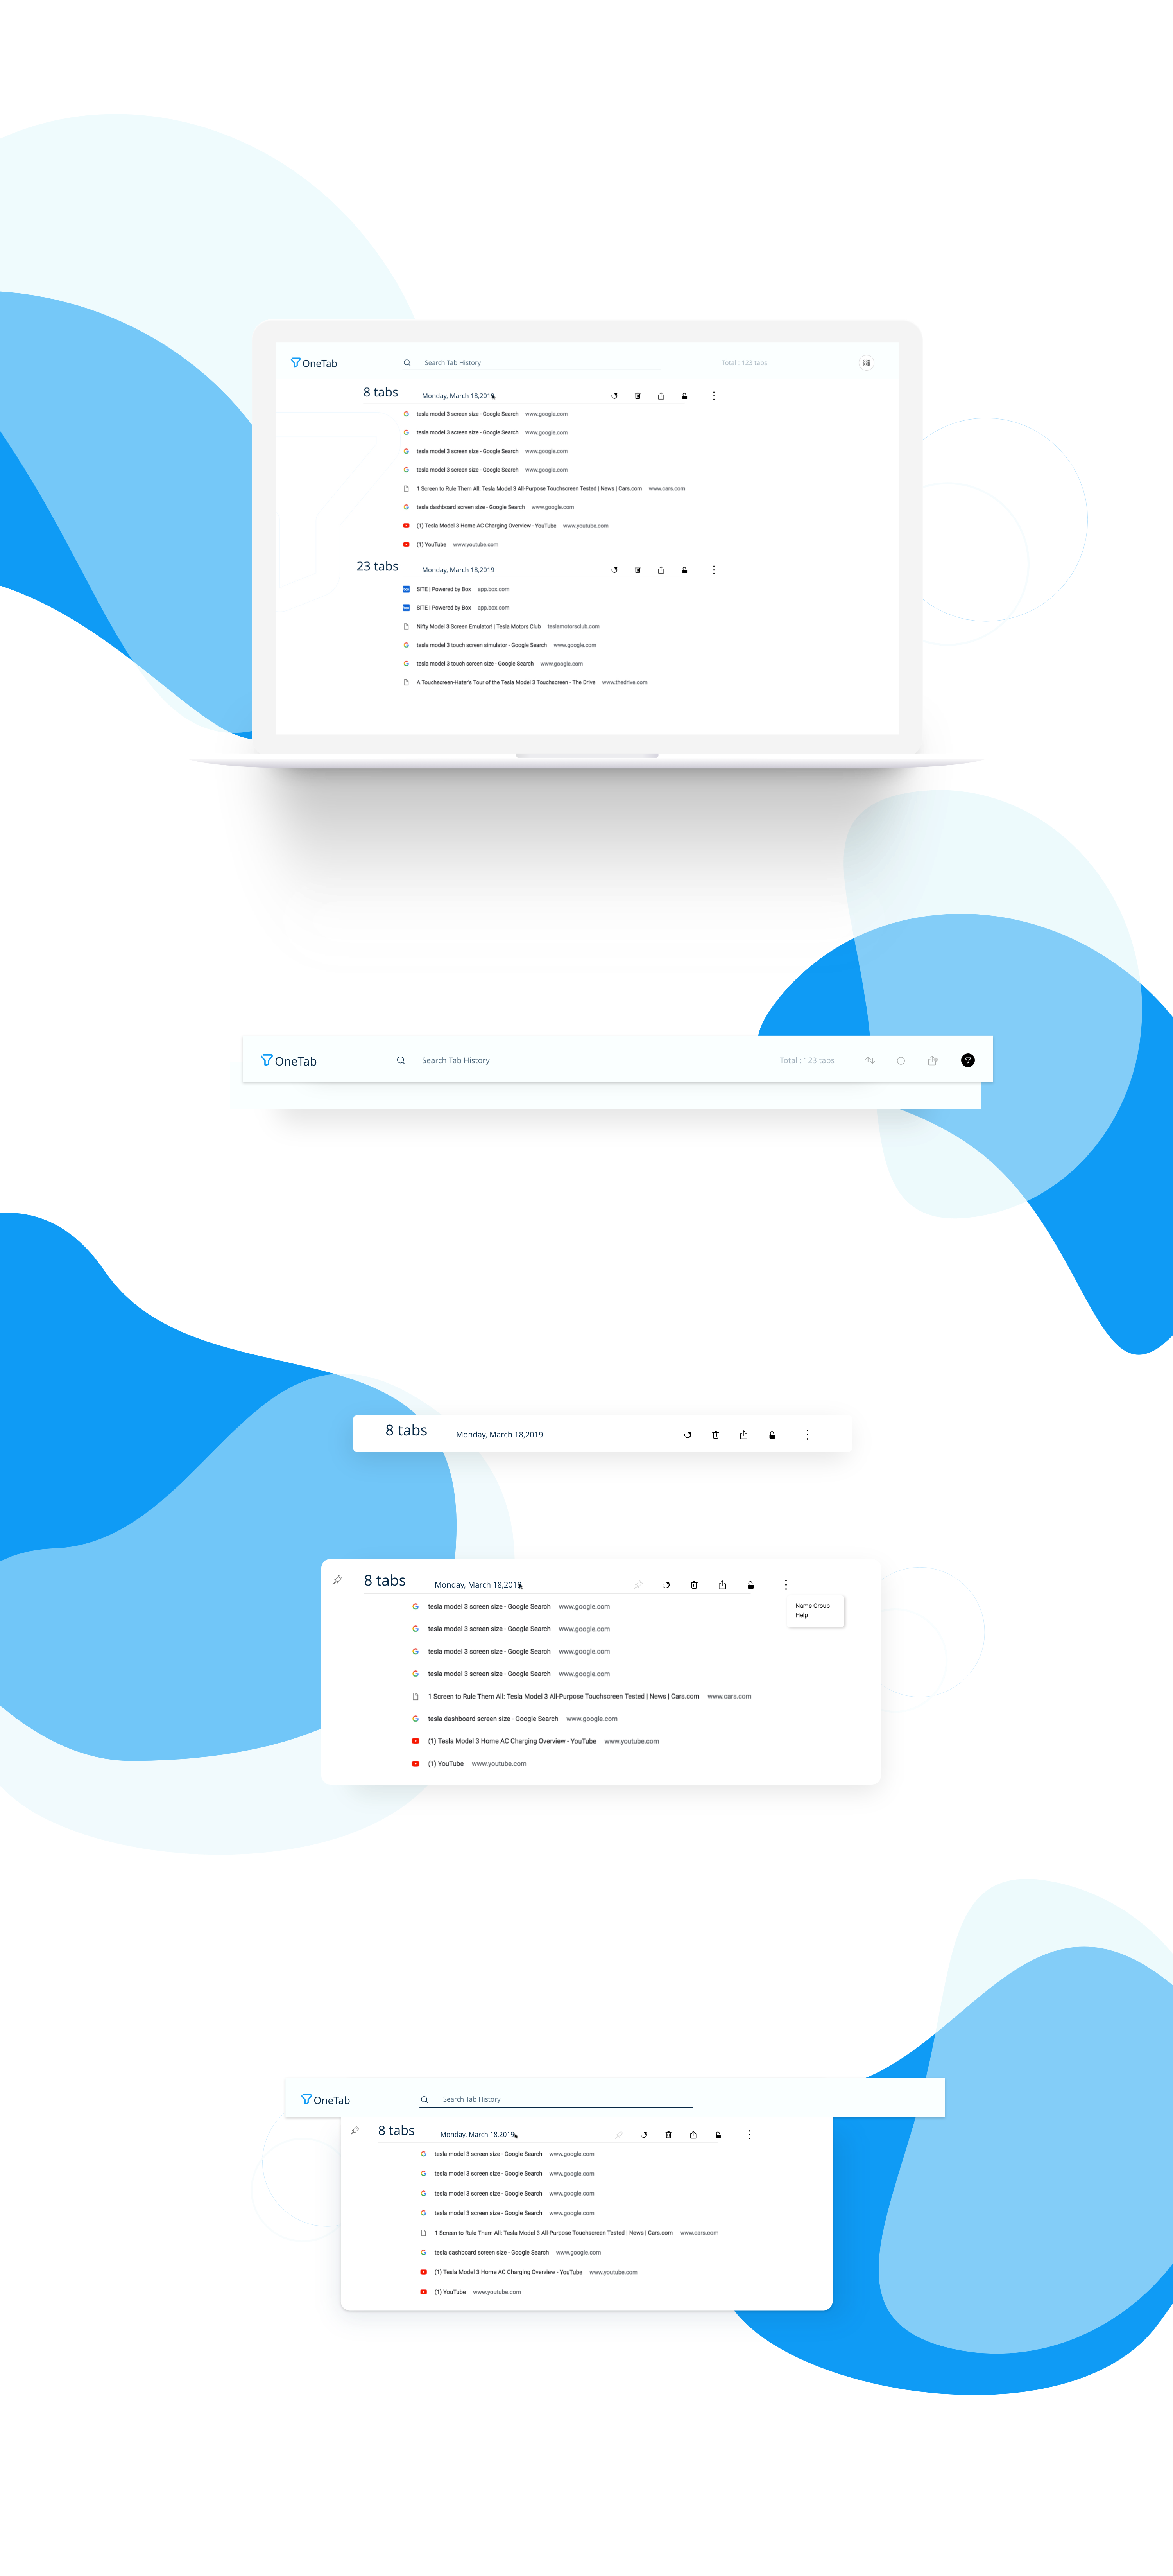 OneTab
Search Tab History
Total : 123 tabs
8 tabs
Monday, March 18,2019
tesla model 3 screen size - Google Search www.google.com
tesla model 3 screen size - Google Search www.google.com
tesla model 3 screen size - Google Search www.google.com
tesla model 3 screen size - Google Search www.google.com
1 Screen to Rule Them All: Tesla Model 3 All-Purpose Touchscreen Tested | News | Cars.com www.cars.com
tesla dashboard screen size - Google Search www.google.com
(1) Tesla Model 3 Home AC Charging Overview - YouTube www.youtube.com
(1) YouTube www.youtube.com
23 tabs
Monday, March 18,2019
SITE | Powered by Box app.box.com
SITE | Powered by Box app.box.com
Nifty Model 3 Screen Emulator! | Tesla Motors Club teslamotorsclub.com
tesla model 3 touch screen simulator - Google Search www.google.com
tesla model 3 touch screen size - Google Search www.google.com
A Touchscreen-Hater's Tour of the Tesla Model 3 Touchscreen - The Drive www.thedrive.com
OneTab
Search Tab History
Total : 123 tabs
8 tabs
Monday, March 18,2019
8 tabs
Monday, March 18,2019
Name Group
Help
tesla model 3 screen size - Google Search www.google.com
tesla model 3 screen size - Google Search www.google.com
tesla model 3 screen size - Google Search www.google.com
tesla model 3 screen size - Google Search www.google.com
1 Screen to Rule Them All: Tesla Model 3 All-Purpose Touchscreen Tested | News | Cars.com www.cars.com
tesla dashboard screen size - Google Search www.google.com
(1) Tesla Model 3 Home AC Charging Overview - YouTube www.youtube.com
(1) YouTube www.youtube.com
OneTab
Search Tab History
8 tabs
Monday, March 18,2019
tesla model 3 screen size - Google Search www.google.com
tesla model 3 screen size - Google Search www.google.com
tesla model 3 screen size - Google Search www.google.com
tesla model 3 screen size - Google Search www.google.com
1 Screen to Rule Them All: Tesla Model 3 All-Purpose Touchscreen Tested | News | Cars.com www.cars.com
tesla dashboard screen size - Google Search www.google.com
(1) Tesla Model 3 Home AC Charging Overview - YouTube www.youtube.com
(1) YouTube www.youtube.com